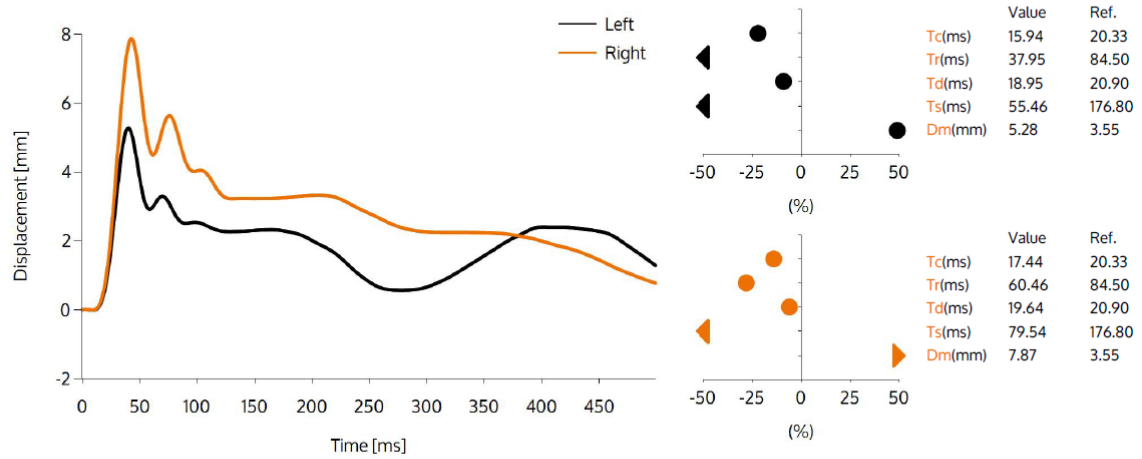 Displacement [mm]
8
6
4
2
0
-2
0 50 100 150 200 250 300 350 400 450
Time [ms]
Left
Right
-50 -25 0 25 50
(%)
Value Ref.
Tc(ms) 15.94 20.33
Tr(ms) 37.95 84.50
Td(ms) 18.95 20.90
Ts(ms) 55.46 176.80
Dm(mm) 5.28 3.55
-50 -25 0 25 50
(%)
Value Ref.
Tc(ms) 17.44 20.33
Tr(ms) 60.46 84.50
Td(ms) 19.64 20.90
Ts(ms) 79.54 176.80
Dm(mm) 7.87 3.55